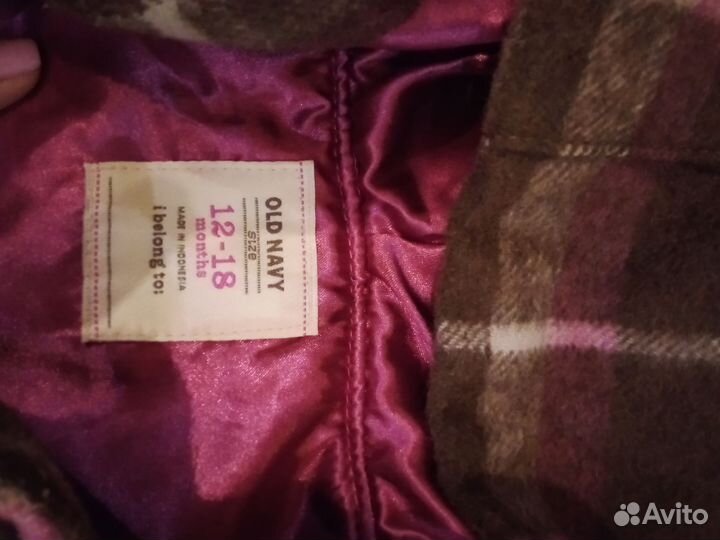 OLD NAVY
size
12-18
months
MADE IN INDONESIA
i belong to:
Avito